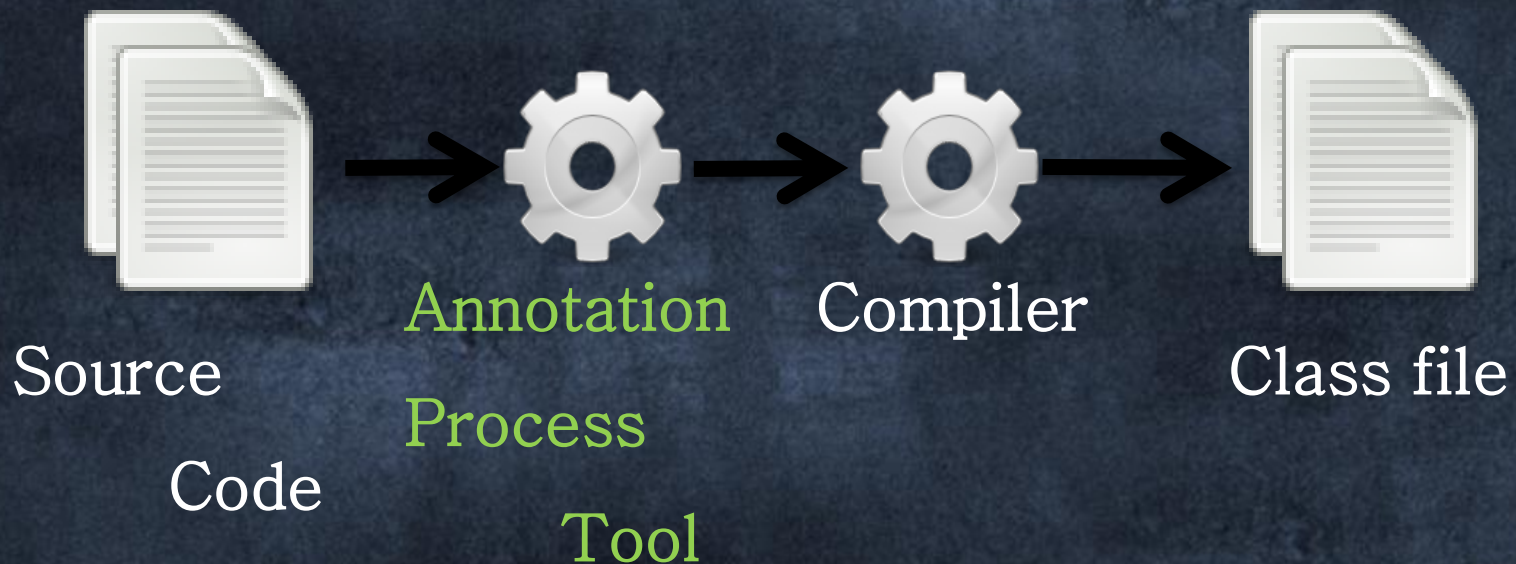 Source
Code
Annotation
Process
Tool
Compiler
Class file